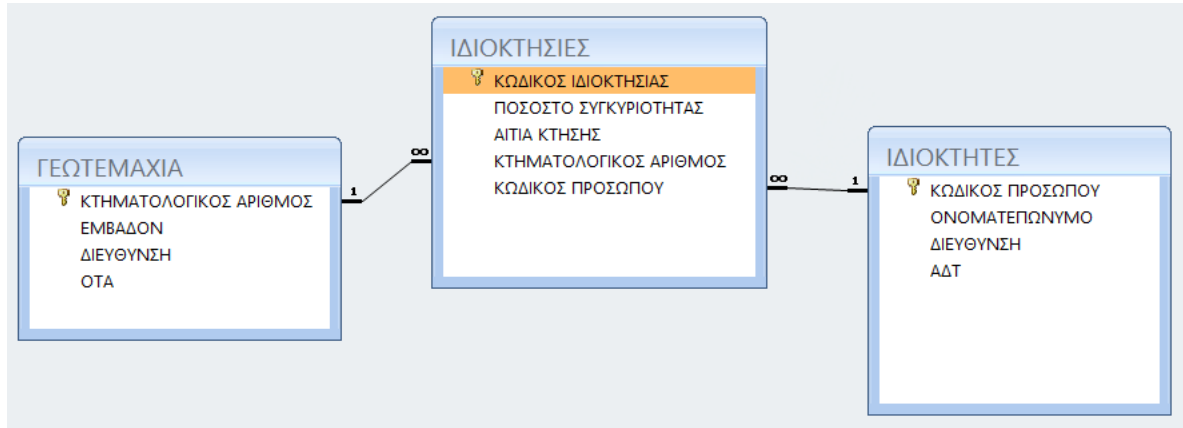 ΓΕΩΤΕΜΑΧΙΑ
ΚΤΗΜΑΤΟΛΟΓΙΚΟΣ ΑΡΙΘΜΟΣ
ΕΜΒΑΔΟΝ
ΔΙΕΥΘΥΝΣΗ
ΟΤΑ
1
∞
ΙΔΙΟΚΤΗΣΙΕΣ
ΚΩΔΙΚΟΣ ΙΔΙΟΚΤΗΣΙΑΣ
ΠΟΣΟΣΤΟ ΣΥΓΚΥΡΙΟΤΗΤΑΣ
ΑΙΤΙΑ ΚΤΗΣΗΣ
ΚΤΗΜΑΤΟΛΟΓΙΚΟΣ ΑΡΙΘΜΟΣ
ΚΩΔΙΚΟΣ ΠΡΟΣΩΠΟΥ
∞
1
ΙΔΙΟΚΤΗΤΕΣ
ΚΩΔΙΚΟΣ ΠΡΟΣΩΠΟΥ
ΟΝΟΜΑΤΕΠΩΝΥΜΟ
ΔΙΕΥΘΥΝΣΗ
ΑΔΤ